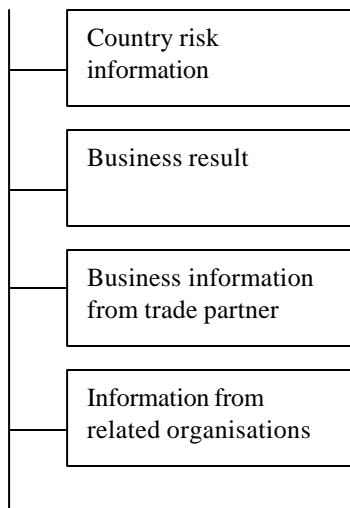 Country risk
information
Business result
Business information
from trade partner
Information from
related organisations